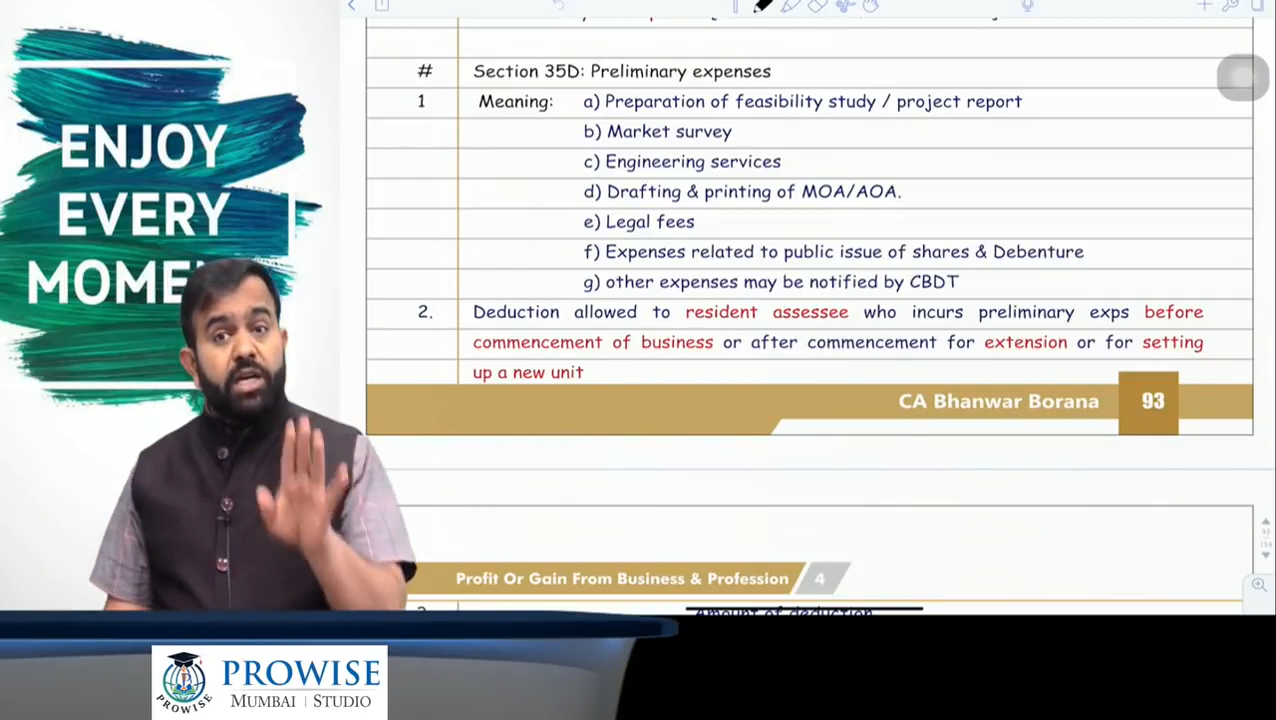 ENJOY
EVERY
# Section 35D: Preliminary expenses
1 Meaning: a) Preparation of feasibility study / project report
b) Market survey
c) Engineering services
d) Drafting & printing of MOA/AOA.
e) Legal fees
f) Expenses related to public issue of shares & Debenture
g) other expenses may be notified by CBDT
2. Deduction allowed to resident assessee who incurs preliminary exps before
commencement of business or after commencement for extension or for setting
up a new unit
CA Bhanwar Borana 93
Profit Or Gain From Business & Profession 4
Amount of deduction
PROWISE
PROWISE
MUMBAI | STUDIO